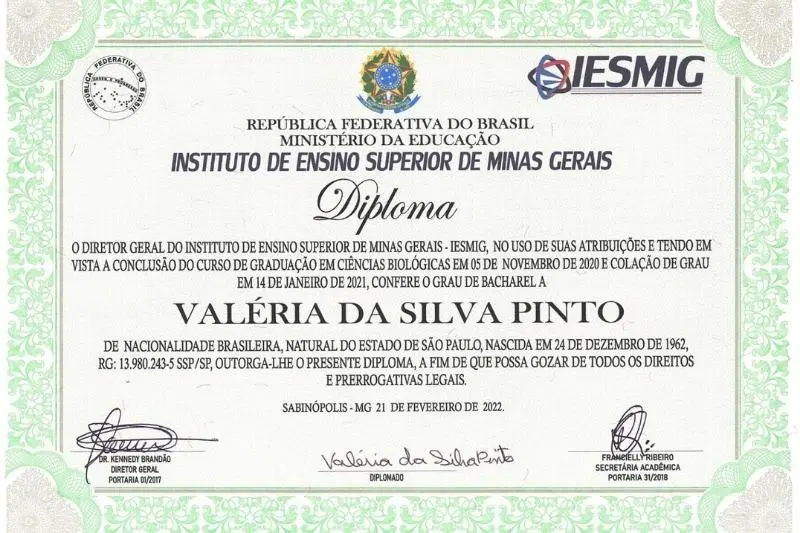 REPÚBLICA FEDERATIVA DO BRASIL
IESMIG
REPÚBLICA FEDERATIVA DO BRASIL
MINISTÉRIO DA EDUCAÇÃO
INSTITUTO DE ENSINO SUPERIOR DE MINAS GERAIS
Diploma
O DIRETOR GERAL DO INSTITUTO DE ENSINO SUPERIOR DE MINAS GERAIS - IESMIG, NO USO DE SUAS ATRIBUIÇÕES E TENDO EM
VISTA A CONCLUSÃO DO CURSO DE GRADUAÇÃO EM CIÊNCIAS BIOLÓGICAS EM 05 DE NOVEMBRO DE 2020 E COLAÇÃO DE GRAU
EM 14 DE JANEIRO DE 2021, CONFERE O GRAU DE BACHAREL A
VALÉRIA DA SILVA PINTO
DE NACIONALIDADE BRASILEIRA, NATURAL DO ESTADO DE SÃO PAULO, NASCIDA EM 24 DE DEZEMBRO DE 1962,
RG: 13.980.243-5 SSP/SP, OUTORGA-LHE O PRESENTE DIPLOMA, A FIM DE QUE POSSA GOZAR DE TODOS OS DIREITOS
E PRERROGATIVAS LEGAIS.
SABINÓPOLIS - MG 21 DE FEVEREIRO DE 2022.
Valéria da Silva Pinto
DR. KENNEDY BRANDÃO
DIRETOR GERAL
PORTARIA 01/2017
DIPLOMADO
FRANCIELLY RIBEIRO
SECRETÁRIA ACADÊMICA
PORTARIA 31/2018